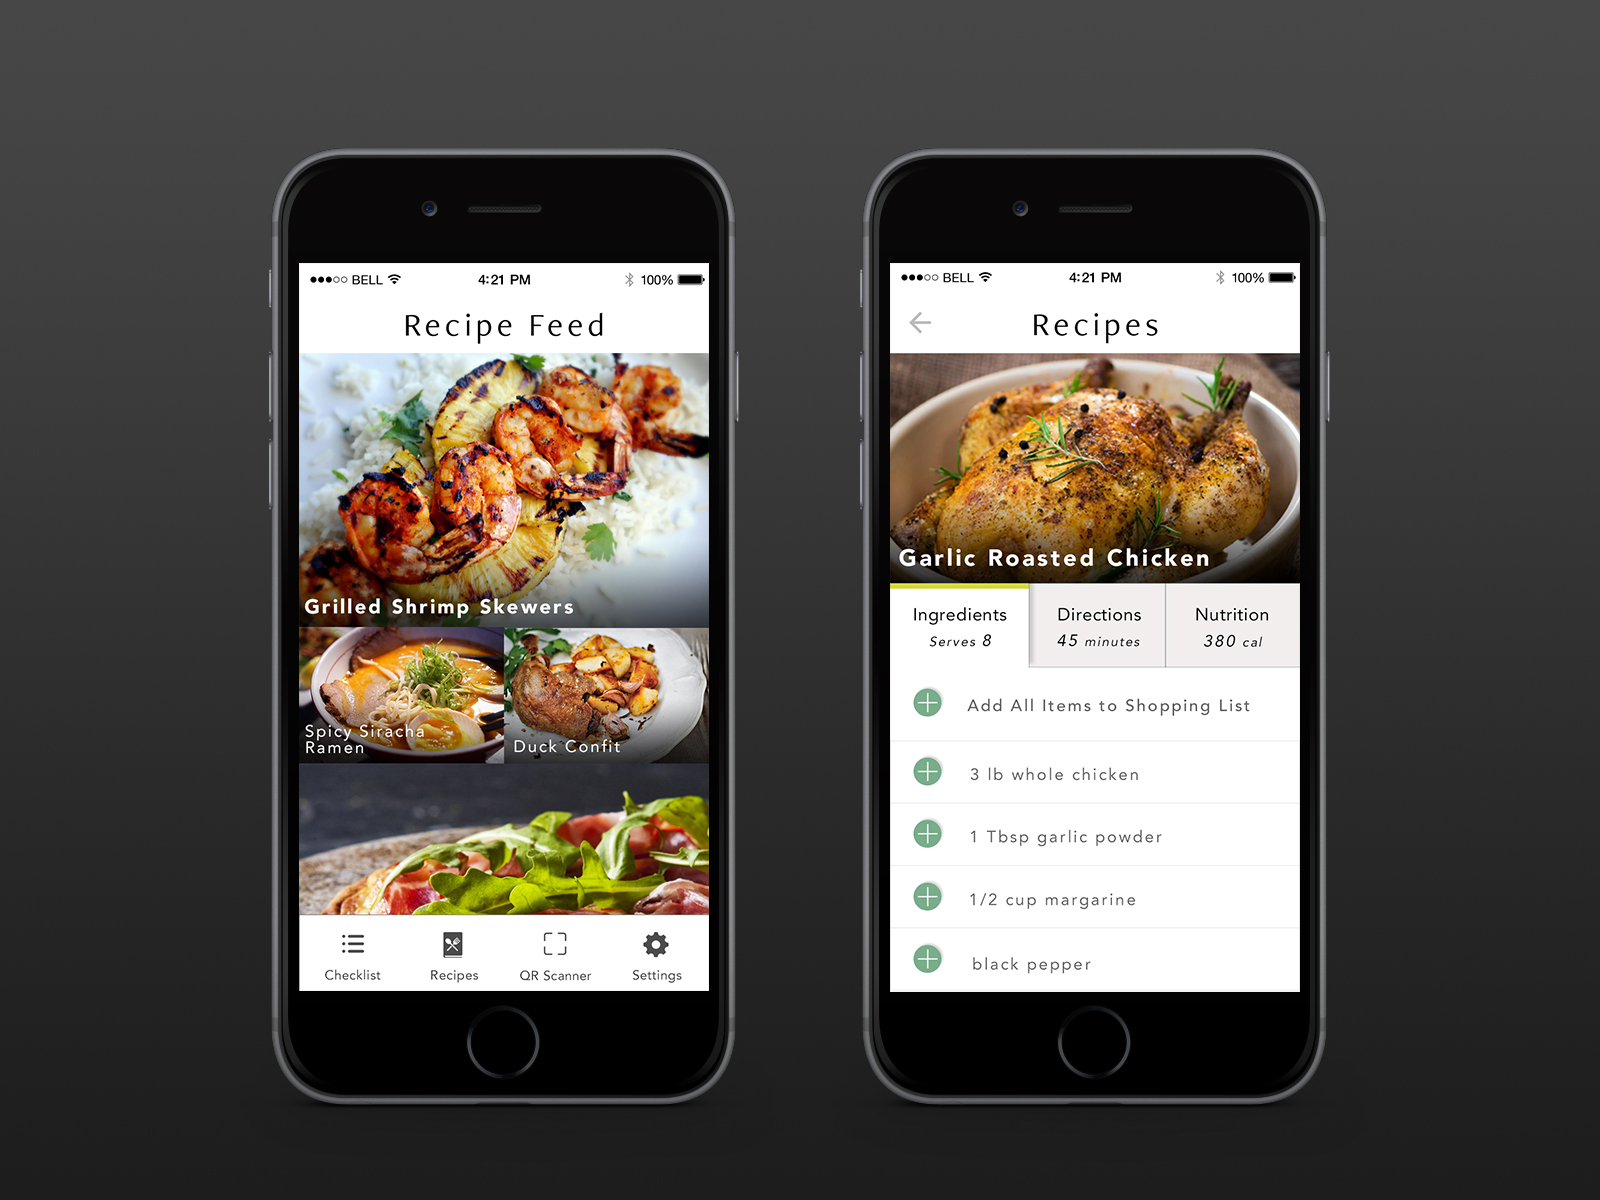 BELL 4:21 PM 100%
Recipe Feed
Grilled Shrimp Skewers
Spicy Siracha
Ramen
Duck Confit
Checklist Recipes QR Scanner Settings
BELL 4:21 PM 100%
Recipes
Garlic Roasted Chicken
Ingredients Directions Nutrition
Serves 8 45 minutes 380 cal
Add All Items to Shopping List
3 lb whole chicken
1 Tbsp garlic powder
1/2 cup margarine
black pepper